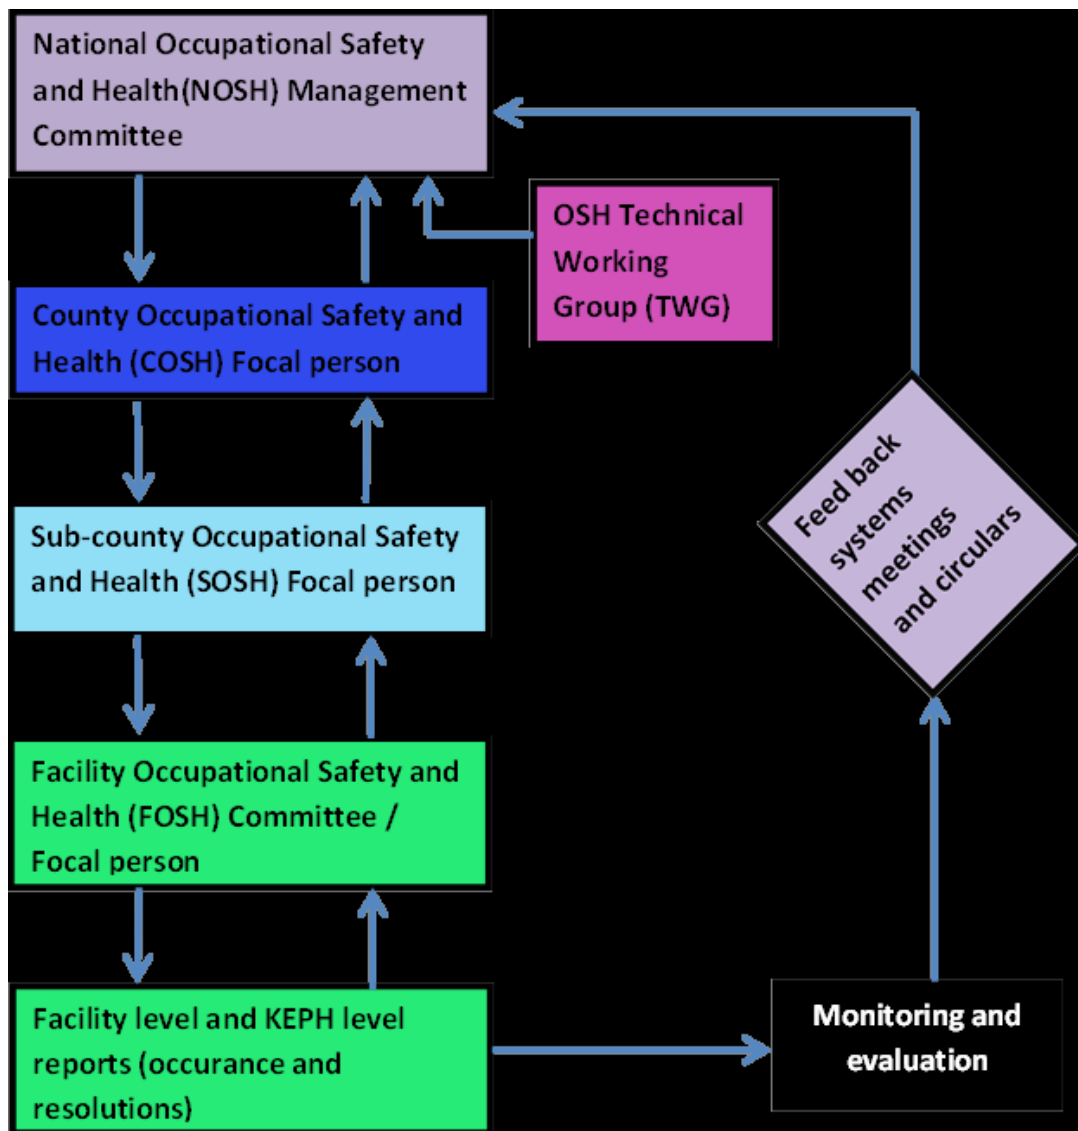 National Occupational Safety
and Health(NOSH) Management
Committee
OSH Technical
Working
Group (TWG)
County Occupational Safety and
Health (COSH) Focal person
Feed back
systems
meetings
and circulars
Sub-county Occupational Safety
and Health (SOSH) Focal person
Facility Occupational Safety and
Health (FOSH) Committee /
Focal person
Facility level and KEPH level
reports (occurance and
resolutions)
Monitoring and
evaluation